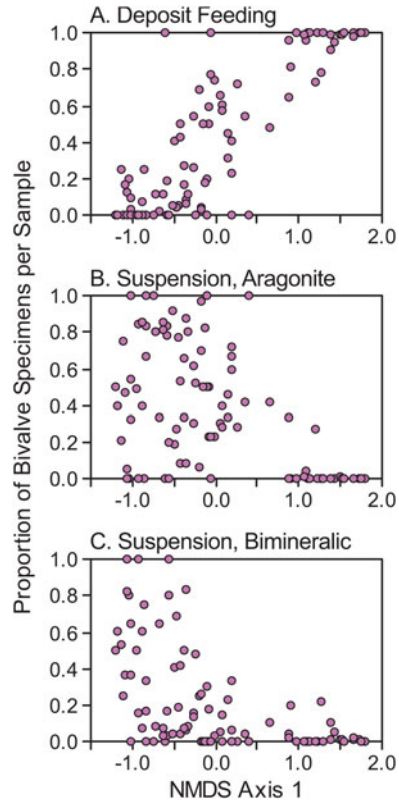 A. Deposit Feeding
1.0
0.8
0.6
0.4
0.2
0.0
-1.0 0.0 1.0 2.0
B. Suspension, Aragonite
1.0
0.8
0.6
0.4
0.2
0.0
-1.0 0.0 1.0 2.0
C. Suspension, Bimineralic
1.0
0.8
0.6
0.4
0.2
0.0
-1.0 0.0 1.0 2.0
NMDS Axis 1
Proportion of Bivalve Specimens per Sample